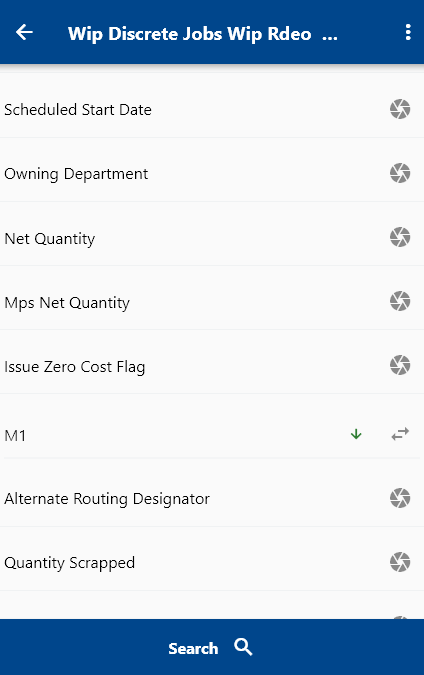 Wip Discrete Jobs Wip Rdeo ...
Scheduled Start Date
Owning Department
Net Quantity
Mps Net Quantity
Issue Zero Cost Flag
M1
Alternate Routing Designator
Quantity Scrapped
Search